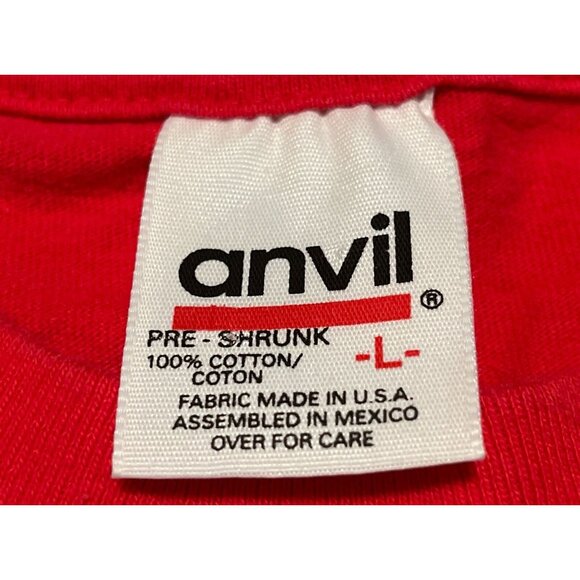 anvil®
PRE-SHRUNK
100% COTTON/
COTON
-L-
FABRIC MADE IN U.S.A.
ASSEMBLED IN MEXICO
OVER FOR CARE